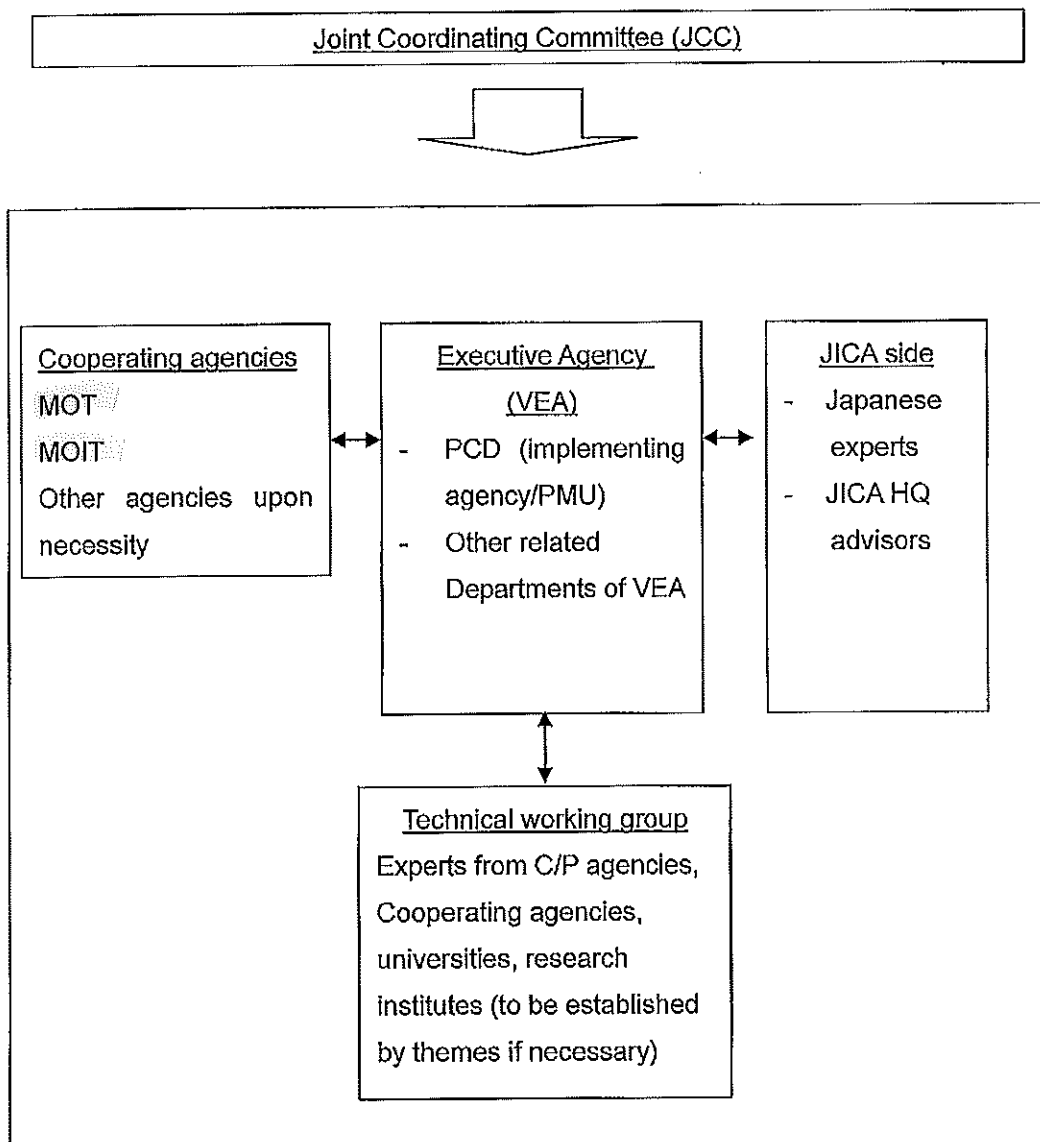 Joint Coordinating Committee (JCC)
Cooperating agencies
MOT
MOIT
Other agencies upon
necessity
Executive Agency
(VEA)
- PCD (implementing
agency/PMU)
- Other related
Departments of VEA
JICA side
- Japanese
experts
- JICA HQ
advisors
Technical working group
Experts from C/P agencies,
Cooperating agencies,
universities, research
institutes (to be established
by themes if necessary)